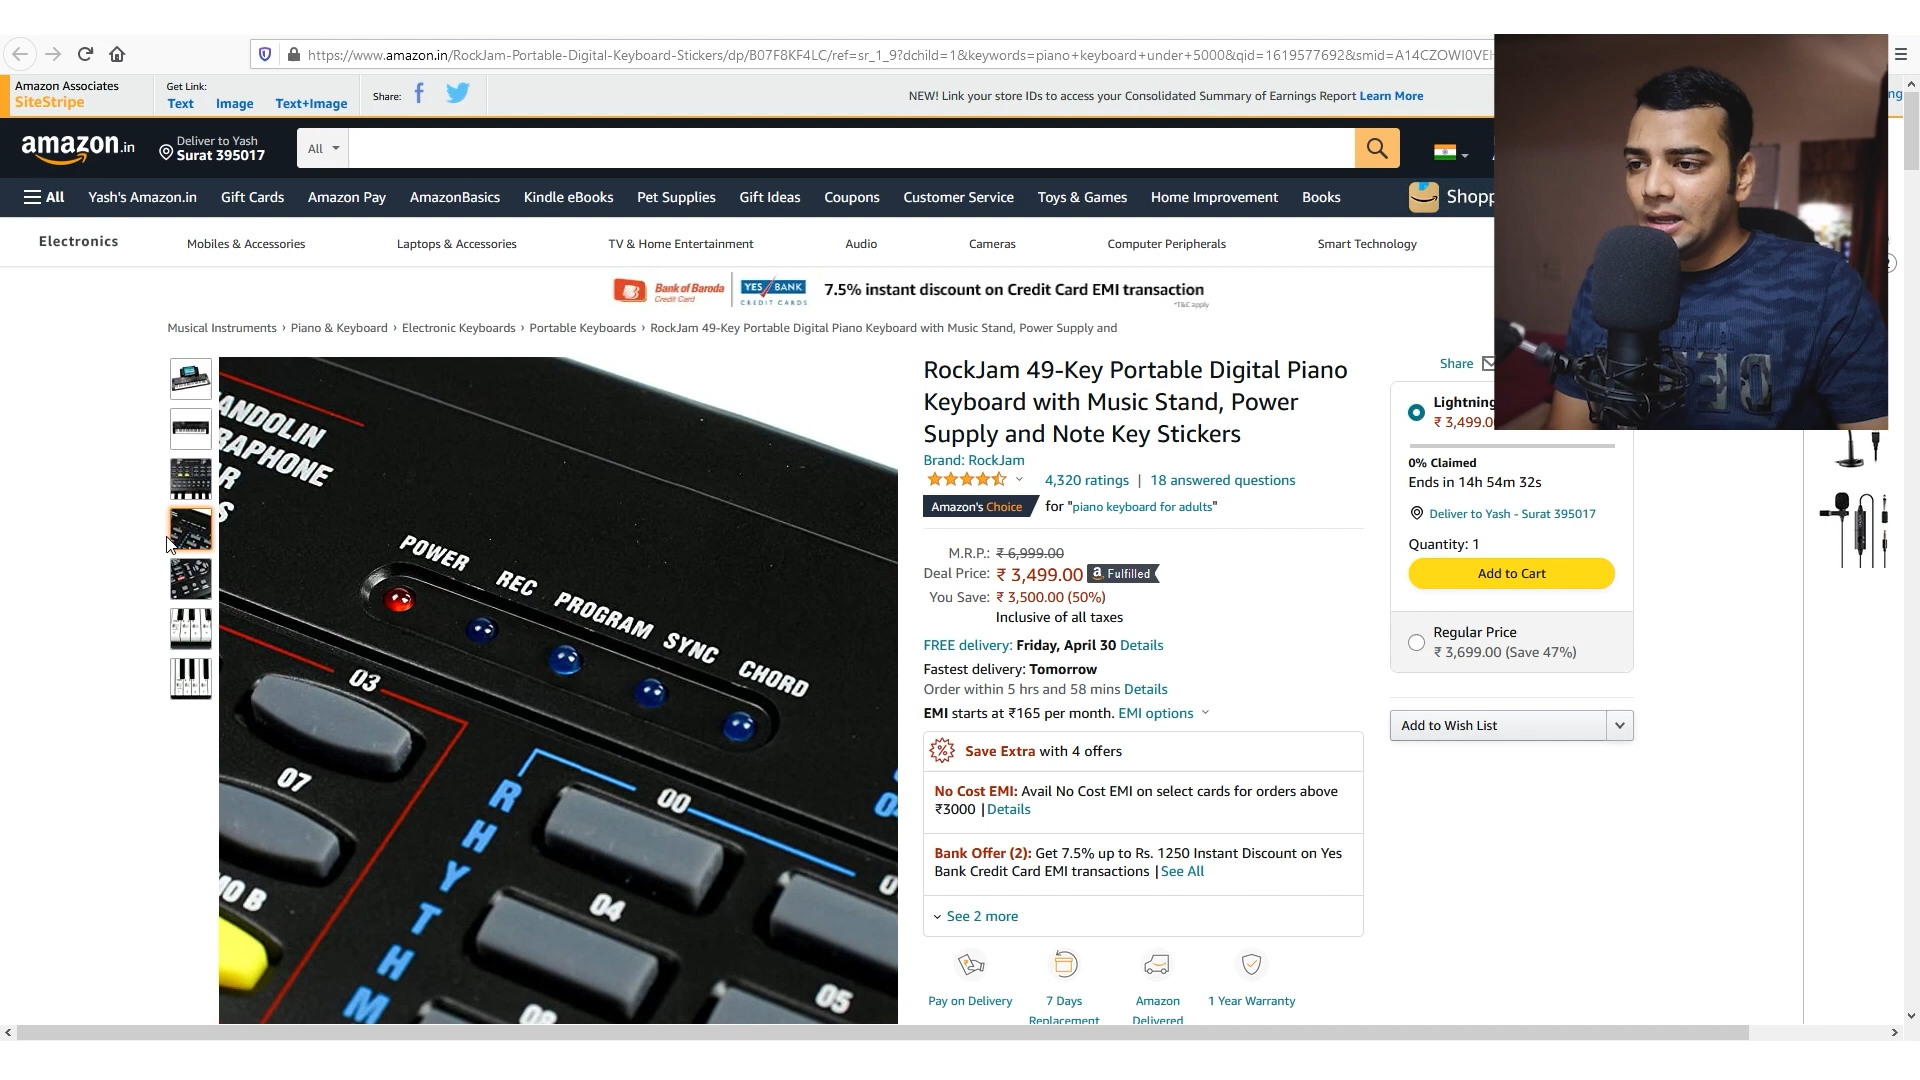 https://www.amazon.in/RockJam-Portable-Digital-Keyboard-Stickers/dp/B07F8KF4LC/ref=sr_1_9?dchild=1&keywords=piano+keyboard+under+5000&qid=1619577692&smid=A14CZOWI0VEH
Amazon Associates
SiteStripe
Get Link:
Text Image Text+Image
Share:
NEW! Link your store IDs to access your Consolidated Summary of Earnings Report Learn More
amazon.in
Deliver to Yash
Surat 395017
All
All Yash's Amazon.in Gift Cards Amazon Pay AmazonBasics Kindle eBooks Pet Supplies Gift Ideas Coupons Customer Service Toys & Games Home Improvement Books Shopp
Electronics Mobiles & Accessories Laptops & Accessories TV & Home Entertainment Audio Cameras Computer Peripherals Smart Technology
Bank of Baroda
Credit Card
YES BANK
CREDIT CARDS
7.5% instant discount on Credit Card EMI transaction
*T&C apply
Musical Instruments › Piano & Keyboard › Electronic Keyboards › Portable Keyboards › RockJam 49-Key Portable Digital Piano Keyboard with Music Stand, Power Supply and
ANDOLIN
RAPHONE
R
S
POWER REC PROGRAM SYNC CHORD
03
07
00
04
05
08
IO B
RHYTHM
RockJam 49-Key Portable Digital Piano
Keyboard with Music Stand, Power
Supply and Note Key Stickers
Brand: RockJam
4,320 ratings | 18 answered questions
Amazon's Choice for "piano keyboard for adults"
M.R.P.: ₹ 6,999.00
Deal Price: ₹ 3,499.00 Fulfilled
You Save: ₹ 3,500.00 (50%)
Inclusive of all taxes
FREE delivery: Friday, April 30 Details
Fastest delivery: Tomorrow
Order within 5 hrs and 58 mins Details
EMI starts at ₹165 per month. EMI options
Save Extra with 4 offers
No Cost EMI: Avail No Cost EMI on select cards for orders above
₹3000 |Details
Bank Offer (2): Get 7.5% up to Rs. 1250 Instant Discount on Yes
Bank Credit Card EMI transactions |See All
See 2 more
Pay on Delivery
7 Days
Replacement
Amazon
Delivered
1 Year Warranty
Share
Lightning
₹ 3,499.0
0% Claimed
Ends in 14h 54m 32s
Deliver to Yash - Surat 395017
Quantity: 1
Add to Cart
Regular Price
₹ 3,699.00 (Save 47%)
Add to Wish List
ng